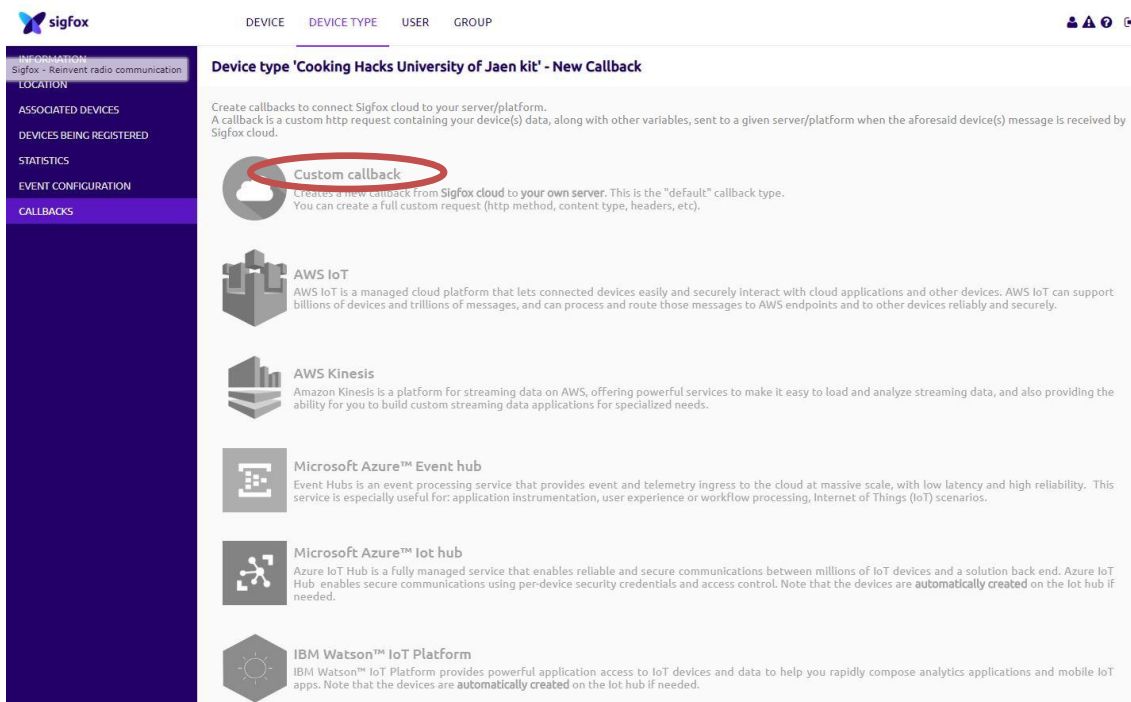 sigfox
DEVICE DEVICE TYPE USER GROUP
INFORMATION
Sigfox - Reinvent radio communication
LOCATION
ASSOCIATED DEVICES
DEVICES BEING REGISTERED
STATISTICS
EVENT CONFIGURATION
CALLBACKS
Device type 'Cooking Hacks University of Jaen kit' - New Callback
Create callbacks to connect Sigfox cloud to your server/platform.
A callback is a custom http request containing your device(s) data, along with other variables, sent to a given server/platform when the aforesaid device(s) message is received by
Sigfox cloud.
Custom callback
Creates a new callback from Sigfox cloud to your own server. This is the "default" callback type.
You can create a full custom request (http method, content type, headers, etc).
AWS IoT
AWS IoT is a managed cloud platform that lets connected devices easily and securely interact with cloud applications and other devices. AWS IoT can support
billions of devices and trillions of messages, and can process and route those messages to AWS endpoints and to other devices reliably and securely.
AWS Kinesis
Amazon Kinesis is a platform for streaming data on AWS, offering powerful services to make it easy to load and analyze streaming data, and also providing the
ability for you to build custom streaming data applications for specialized needs.
Microsoft Azure™ Event hub
Event Hubs is an event processing service that provides event and telemetry ingress to the cloud at massive scale, with low latency and high reliability. This
service is especially useful for: application instrumentation, user experience or workflow processing, Internet of Things (IoT) scenarios.
Microsoft Azure™ Iot hub
Azure IoT Hub is a fully managed service that enables reliable and secure communications between millions of IoT devices and a solution back end. Azure IoT
Hub enables secure communications using per-device security credentials and access control. Note that the devices are automatically created on the Iot hub if
needed.
IBM Watson™ IoT Platform
IBM Watson™ IoT Platform provides powerful application access to IoT devices and data to help you rapidly compose analytics applications and mobile IoT
apps. Note that the devices are automatically created on the Iot hub if needed.